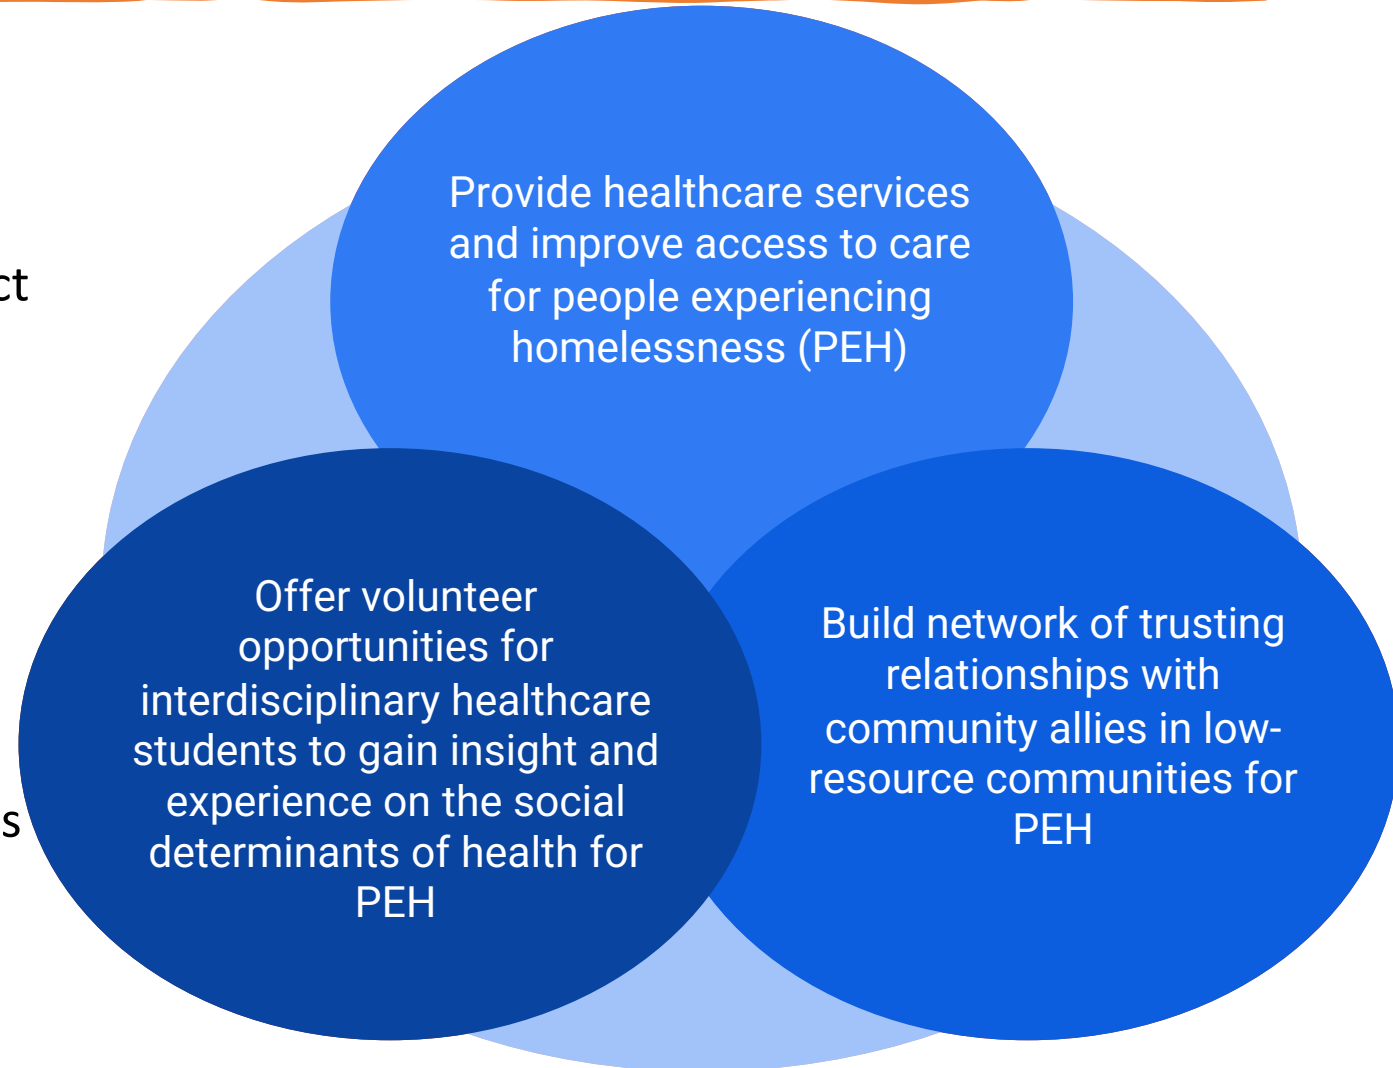 Provide healthcare services
and improve access to care
for people experiencing
homelessness (PEH)
ct
Offer volunteer
opportunities for
interdisciplinary healthcare
students to gain insight and
experience on the social
determinants of health for
PEH
Build network of trusting
relationships with
community allies in low-
resource communities for
PEH
s